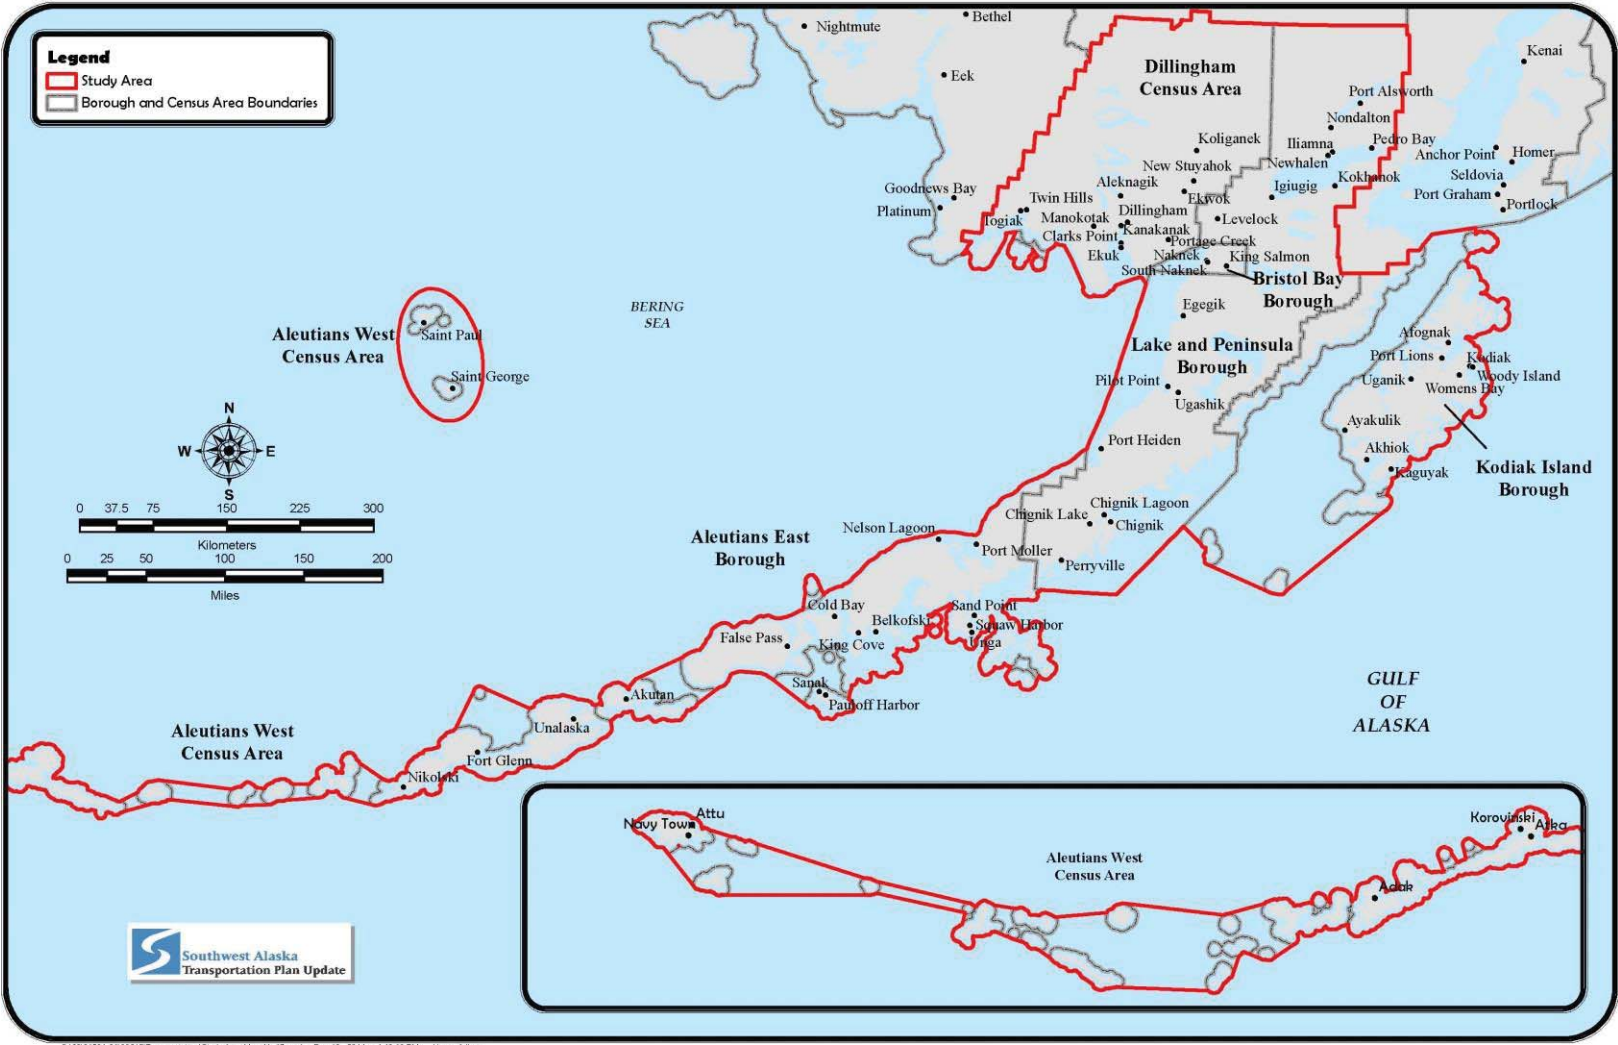 Legend
Study Area
Borough and Census Area Boundaries
Nightmute
Bethel
Eek
Goodnews Bay
Platinum
Dillingham
Census Area
Koliganek
New Stuyahok
Aleknagik
Ekwok
Twin Hills
Togiak
Manokotak
Dillingham
Clarks Point
Kanakanak
Ekuk
Portage Creek
Levelock
Naknek
South Naknek
King Salmon
Bristol Bay
Borough
Port Alsworth
Nondalton
Iliamna
Pedro Bay
Newhalen
Igiugig
Kokhanok
Kenai
Anchor Point
Homer
Seldovia
Port Graham
Portlock
BERING
SEA
Aleutians West
Census Area
Saint Paul
Saint George
N
W
E
S
0 37.5 75 150 225 300
Kilometers
0 25 50 100 150 200
Miles
Egegik
Lake and Peninsula
Borough
Pilot Point
Ugashik
Port Heiden
Chignik Lagoon
Chignik Lake
Chignik
Perryville
Afognak
Port Lions
Kodiak
Uganik
Woody Island
Womens Bay
Ayakulik
Akhiok
Kaguyak
Kodiak Island
Borough
Aleutians East
Borough
Nelson Lagoon
Port Moller
Cold Bay
Belkofski
False Pass
King Cove
Sand Point
Squaw Harbor
Unga
Sanak
Pauloff Harbor
Akutan
Unalaska
Fort Glenn
Nikolski
Aleutians West
Census Area
GULF
OF
ALASKA
Navy Town
Attu
Aleutians West
Census Area
Korovinski
Atka
Adak
Southwest Alaska
Transportation Plan Update